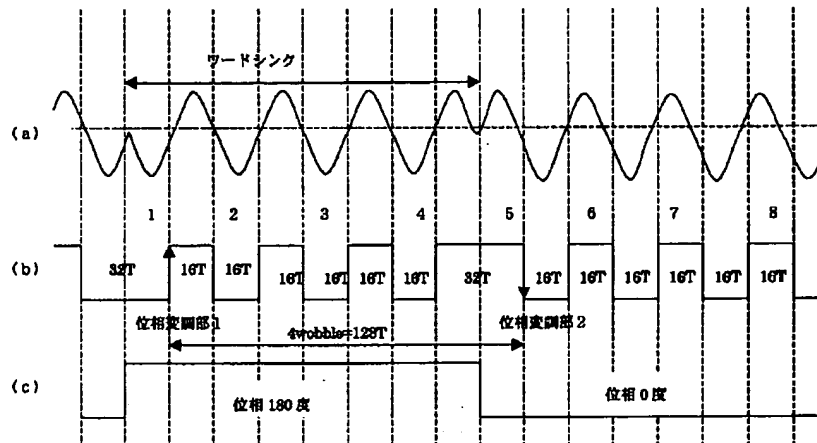 ワードシンク
(a)
1 2 3 4 5 6 7 8
(b)
32T 16T 16T 16T 16T 16T 16T 32T 16T 16T 16T 16T 16T 16T
位相変調部1 位相変調部2
4wobble=128T
(c)
位相180度 位相0度